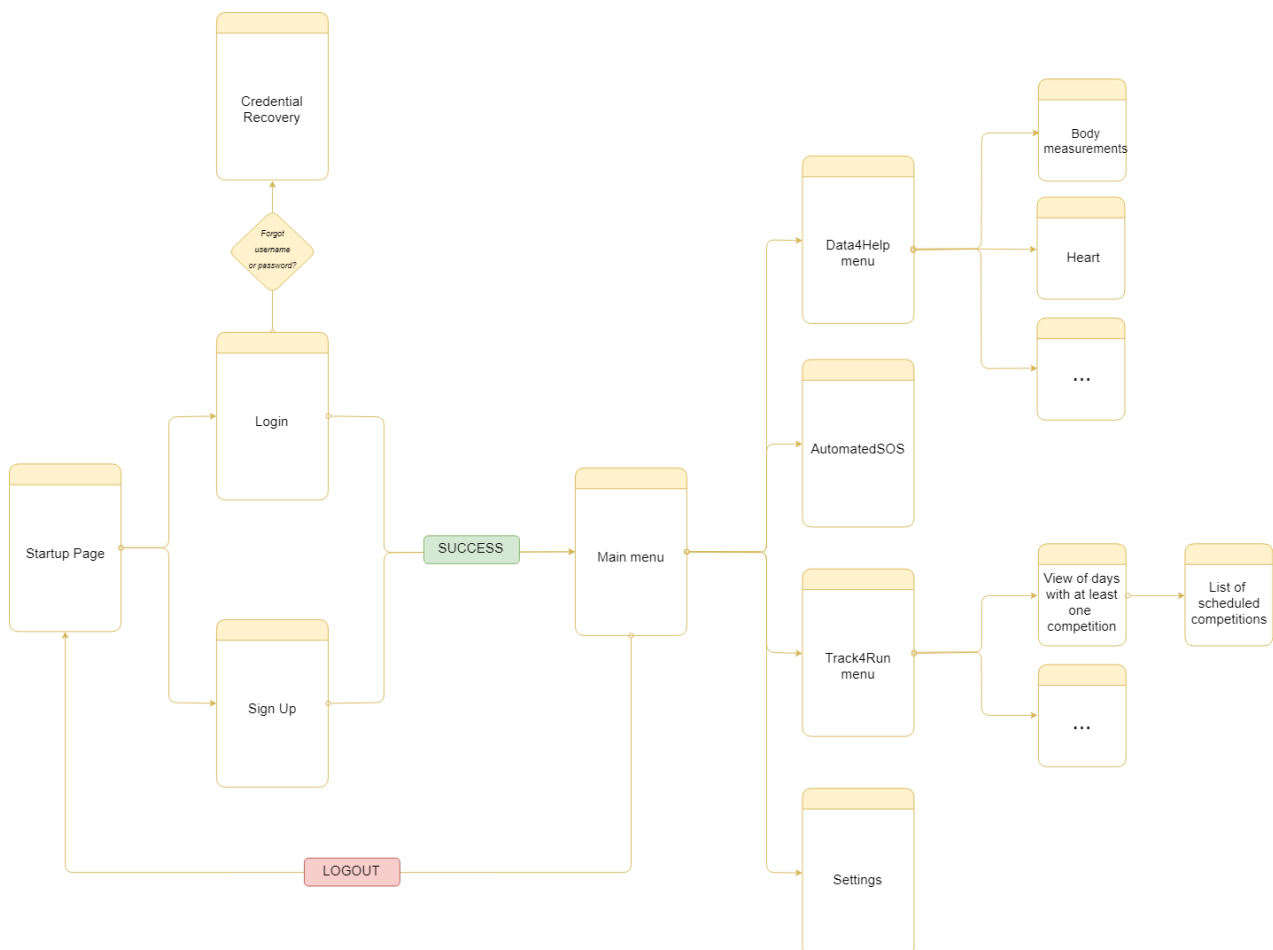 Credential
Recovery
Forgot
username
or password?
Login
Startup Page
Sign Up
SUCCESS
LOGOUT
Main menu
Data4Help
menu
AutomatedSOS
Track4Run
menu
Settings
Body
measurements
Heart
...
View of days
with at least
one
competition
List of
scheduled
competitions
...